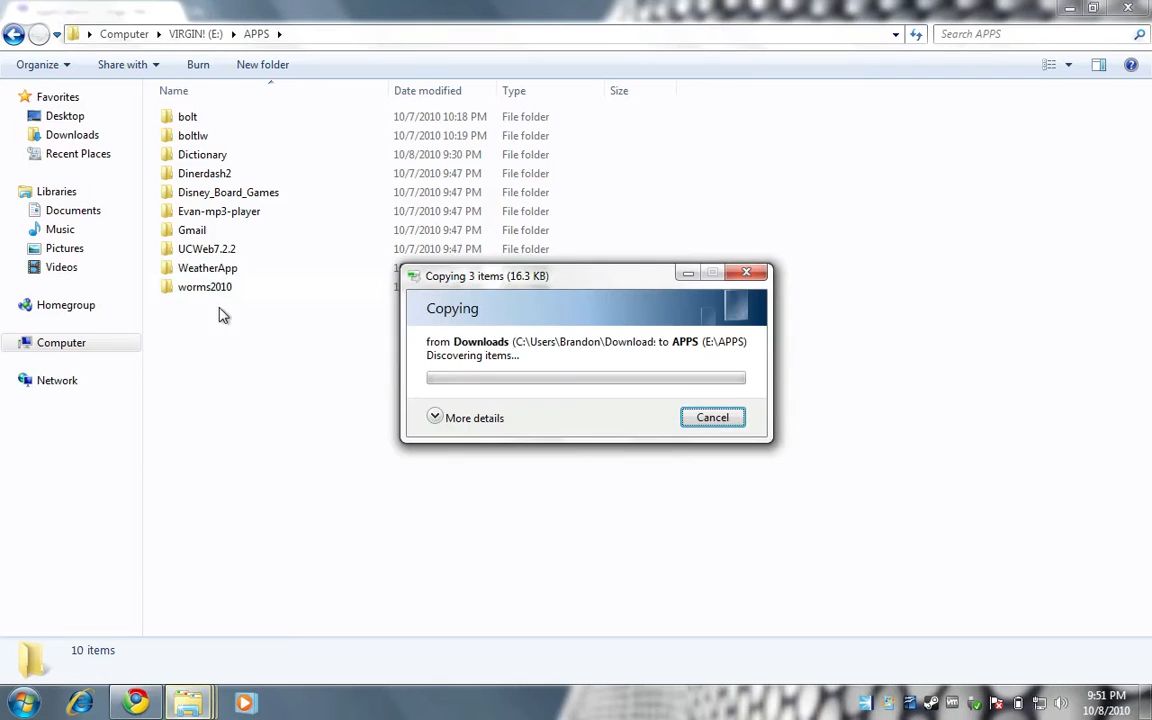 Computer VIRGIN! (E:) APPS
Search APPS
Organize Share with Burn New folder
Name Date modified Type Size
Favorites
Desktop
Downloads
Recent Places
Libraries
Documents
Music
Pictures
Videos
Homegroup
Computer
Network
bolt 10/7/2010 10:18 PM File folder
boltlw 10/7/2010 10:19 PM File folder
Dictionary 10/8/2010 9:30 PM File folder
Dinerdash2 10/7/2010 9:47 PM File folder
Disney_Board_Games 10/7/2010 9:47 PM File folder
Evan-mp3-player 10/7/2010 9:47 PM File folder
Gmail 10/7/2010 9:47 PM File folder
UCWeb7.2.2 10/7/2010 9:47 PM File folder
WeatherApp
worms2010
Copying 3 items (16.3 KB)
Copying
from Downloads (C:\Users\Brandon\Download: to APPS (E:\APPS)
Discovering items...
More details
Cancel
10 items
9:51 PM
10/8/2010